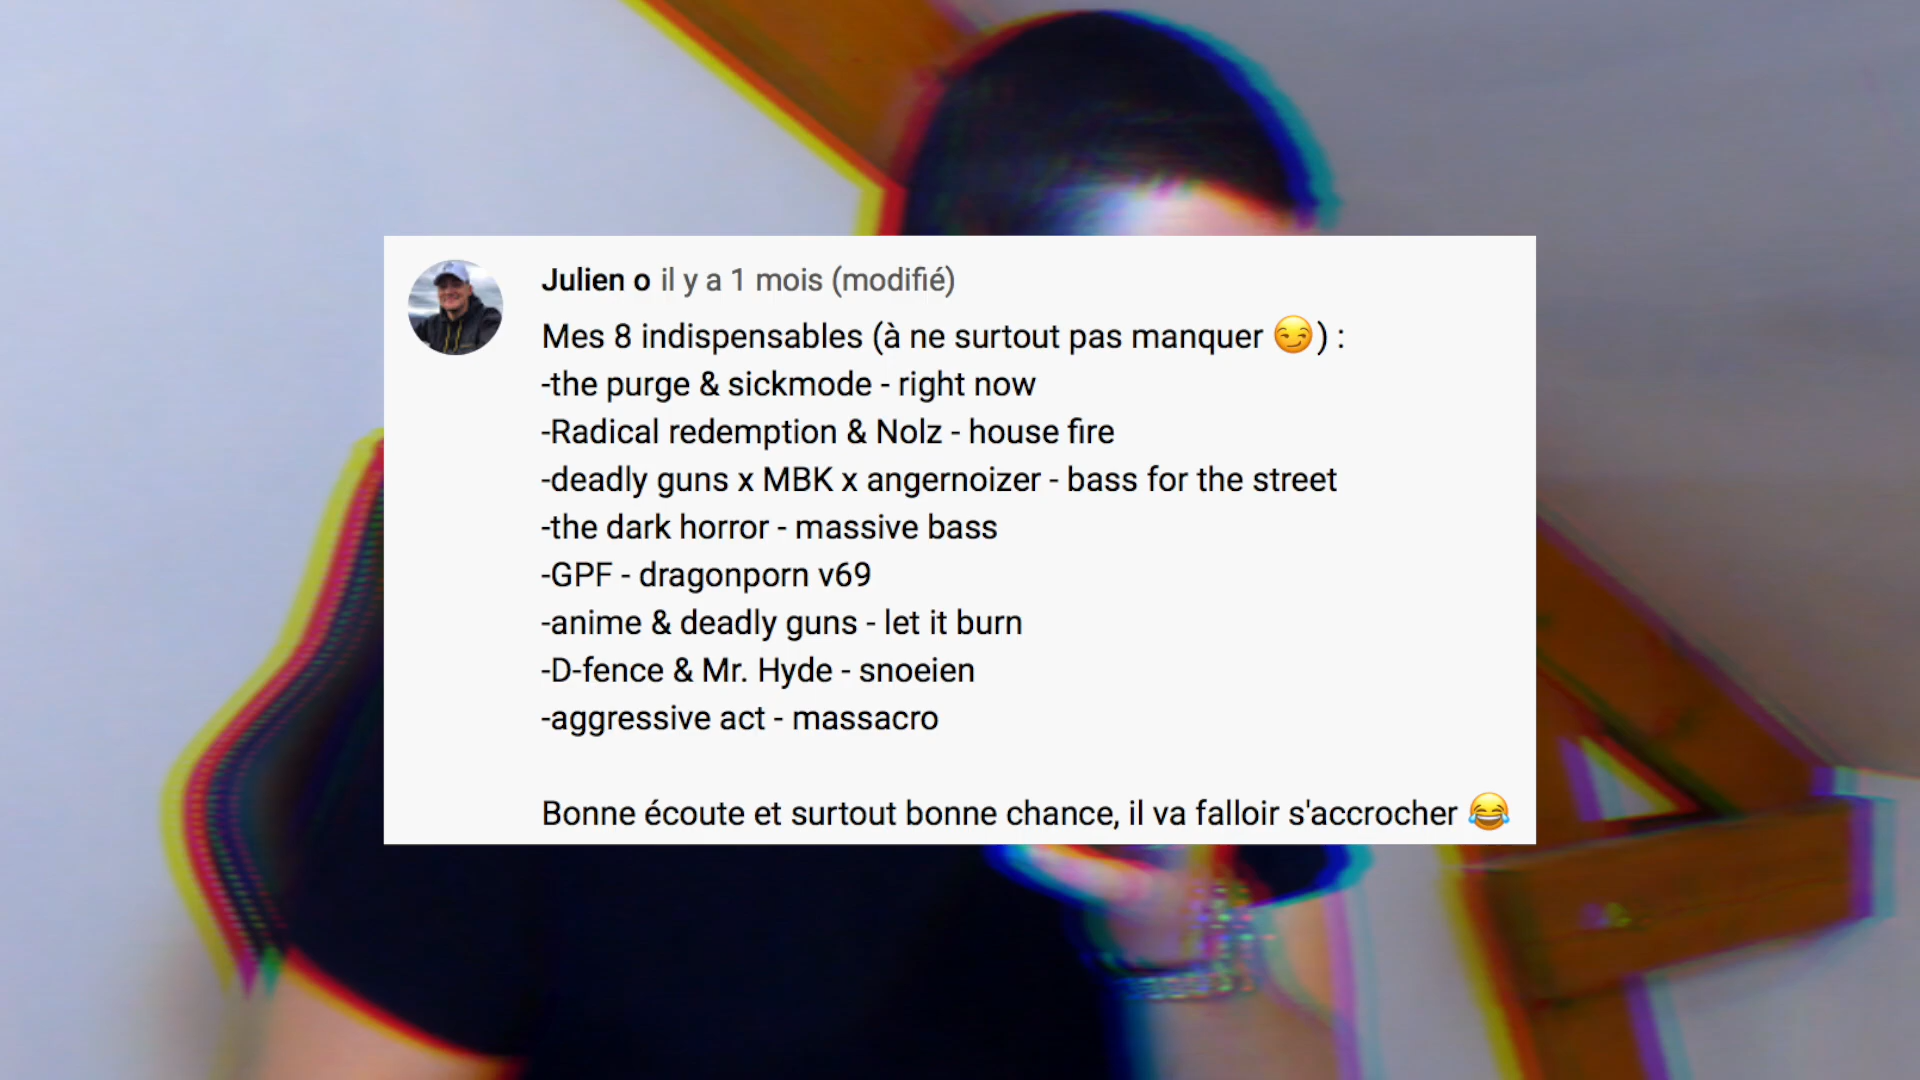 Julien o il y a 1 mois (modifié)
Mes 8 indispensables (à ne surtout pas manquer 😏) :
-the purge & sickmode - right now
-Radical redemption & Nolz - house fire
-deadly guns x MBK x angernoizer - bass for the street
-the dark horror - massive bass
-GPF - dragonporn v69
-anime & deadly guns - let it burn
-D-fence & Mr. Hyde - snoeien
-aggressive act - massacro
Bonne écoute et surtout bonne chance, il va falloir s'accrocher 😂